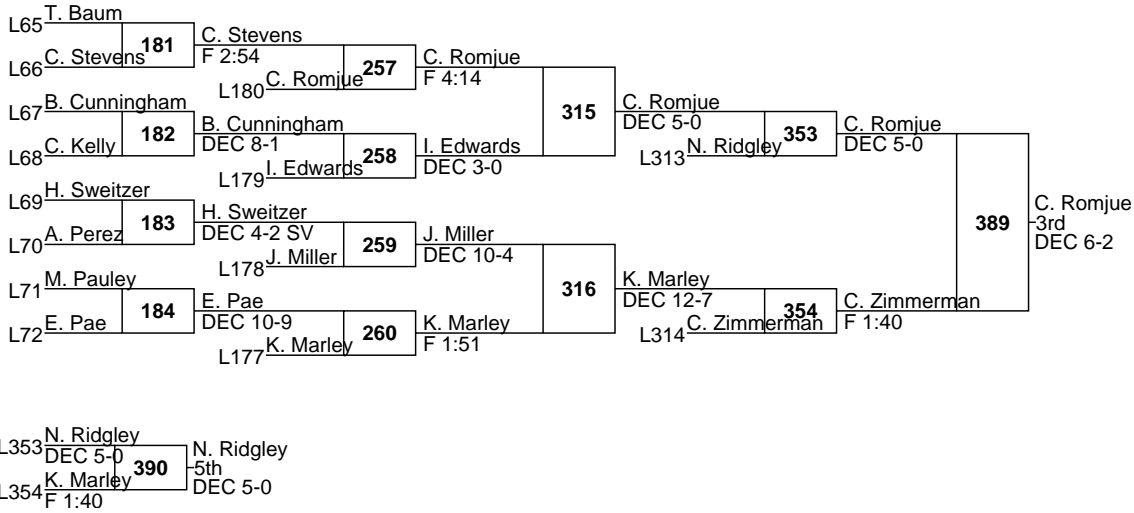 L65 T. Baum
L66 C. Stevens
181
C. Stevens
F 2:54
L180 C. Romjue
257
C. Romjue
F 4:14
L67 B. Cunningham
L68 C. Kelly
182
B. Cunningham
DEC 8-1
L179 I. Edwards
258
I. Edwards
DEC 3-0
315
C. Romjue
DEC 5-0
L313 N. Ridgley
353
C. Romjue
DEC 5-0
L69 H. Sweitzer
L70 A. Perez
183
H. Sweitzer
DEC 4-2 SV
L178 J. Miller
259
J. Miller
DEC 10-4
L71 M. Pauley
L72 E. Pae
184
E. Pae
DEC 10-9
L177 K. Marley
260
K. Marley
F 1:51
316
K. Marley
DEC 12-7
L314 C. Zimmerman
354
C. Zimmerman
F 1:40
389
C. Romjue
3rd
DEC 6-2
L353 N. Ridgley
DEC 5-0
L354 K. Marley
F 1:40
390
N. Ridgley
5th
DEC 5-0